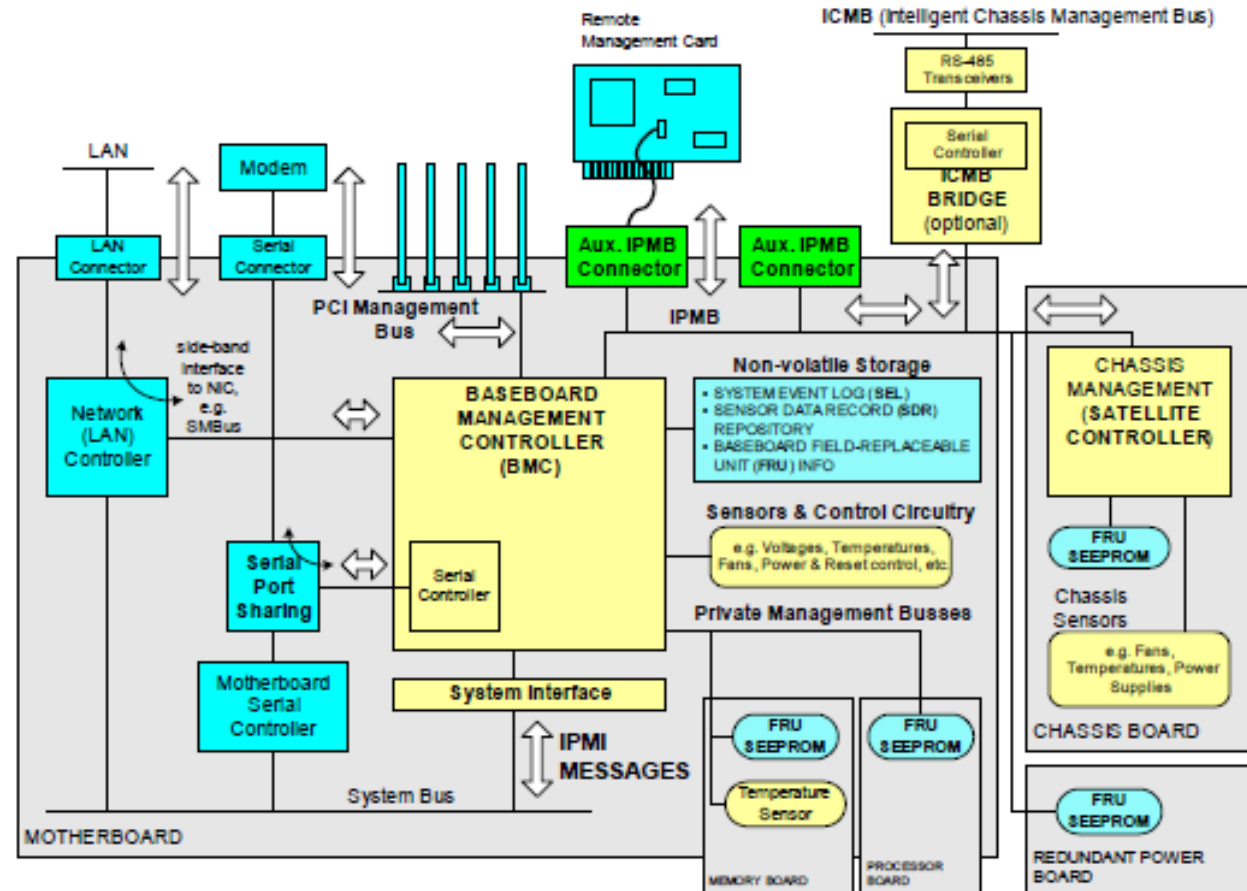 Remote
Management Card
ICMB (Intelligent Chassis Management Bus)
RS-485
Transceivers
Serial
Controller
ICMB
BRIDGE
(optional)
LAN
Modem
LAN
Connector
Serial
Connector
Aux. IPMB
Connector
Aux. IPMB
Connector
PCI Management
Bus
IPMB
side-band
interface
to NIC,
e.g.
SMBus
Network
(LAN)
Controller
BASEBOARD
MANAGEMENT
CONTROLLER
(BMC)
Non-volatile Storage
• SYSTEM EVENT LOG (SEL)
• SENSOR DATA RECORD (SDR)
REPOSITORY
• BASEBOARD FIELD-REPLACEABLE
UNIT (FRU) INFO
CHASSIS
MANAGEMENT
(SATELLITE
CONTROLLER)
Sensors & Control Circuitry
e.g. Voltages, Temperatures,
Fans, Power & Reset control, etc.
FRU
SEEPROM
Serial
Port
Sharing
Serial
Controller
Private Management Busses
Chassis
Sensors
e.g. Fans,
Temperatures, Power
Supplies
Motherboard
Serial
Controller
System Interface
FRU
SEEPROM
FRU
SEEPROM
CHASSIS BOARD
IPMI
MESSAGES
Temperature
Sensor
System Bus
FRU
SEEPROM
MOTHERBOARD
MEMORY BOARD
PROCESSOR
BOARD
REDUNDANT POWER
BOARD